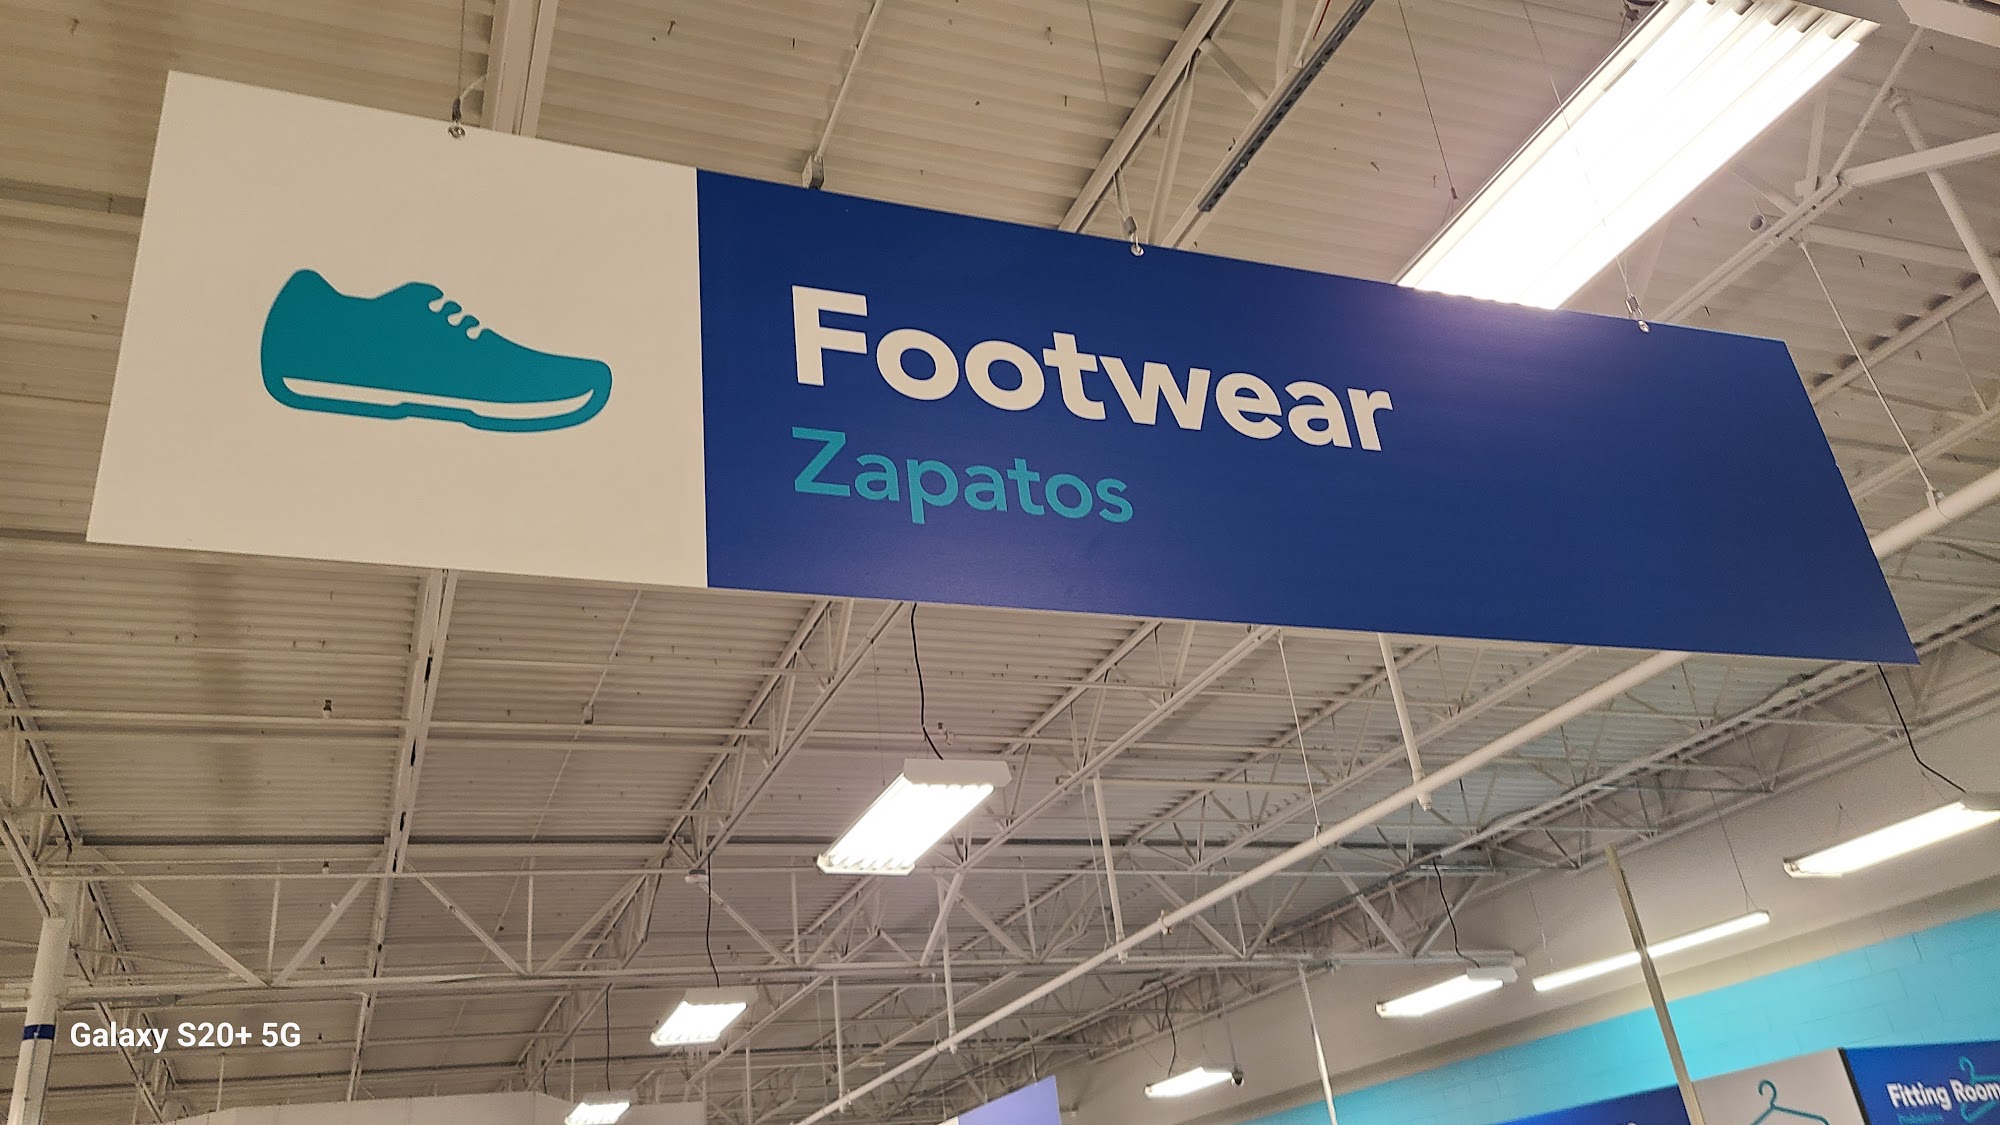 Footwear
Zapatos
Galaxy S20+ 5G
Fitting Room